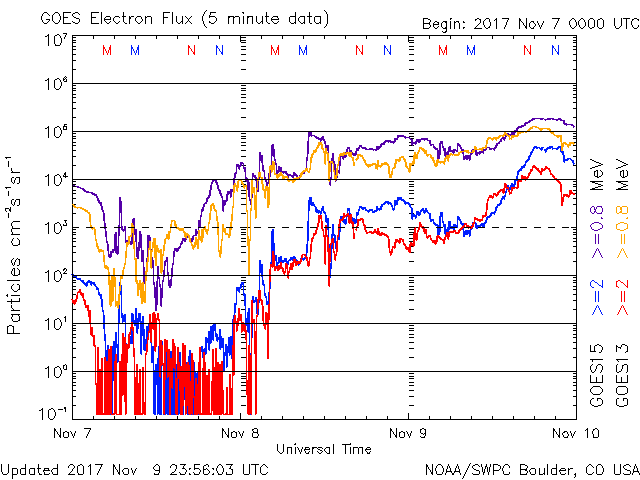 GOES Electron Flux (5 minute data)
Begin: 2017 Nov 7 0000 UTC
10⁷
M M N N M M N N M M N N
10⁶
10⁵
10⁴
10³
10²
10¹
10⁰
10⁻¹
Particles cm⁻²s⁻¹sr⁻¹
Nov 7 Nov 8 Nov 9 Nov 10
Universal Time
GOES15 >=2 >=0.8 MeV
GOES13 >=2 >=0.8 MeV
Updated 2017 Nov 9 23:56:03 UTC
NOAA/SWPC Boulder, CO USA